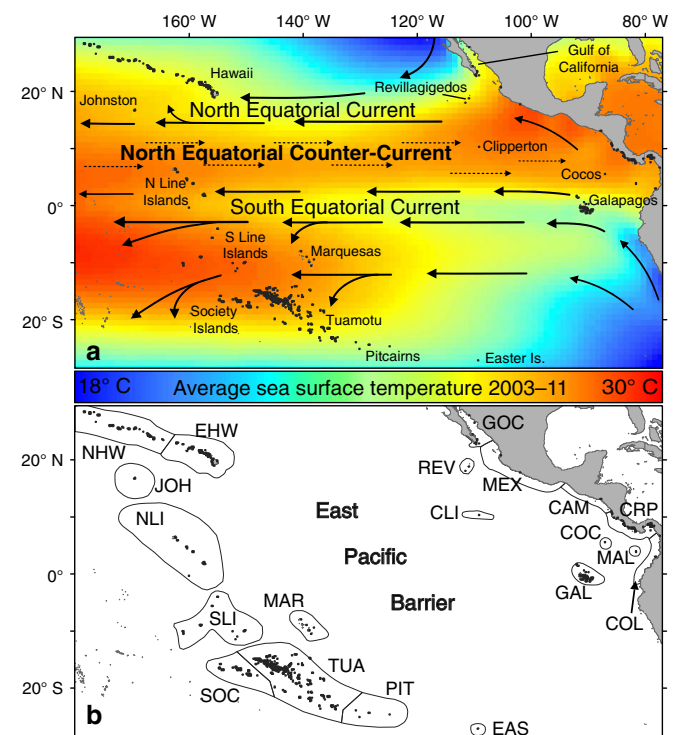 160° W
140° W
120° W
100° W
80° W
Gulf of
California
Hawaii
Revillagigedos
20° N
Johnston
North Equatorial Current
North Equatorial Counter-Current
Clipperton
Cocos
N Line
Islands
Galapagos
0°
South Equatorial Current
S Line
Islands
Marquesas
Society
Islands
Tuamotu
20° S
a
Pitcairns
Easter Is.
18° C
Average sea surface temperature 2003–11
30° C
GOC
EHW
NHW
20° N
REV
MEX
JOH
CAM
CRP
NLI
CLI
East
COC
MAL
Pacific
0°
GAL
MAR
Barrier
SLI
COL
TUA
SOC
PIT
20° S
b
EAS